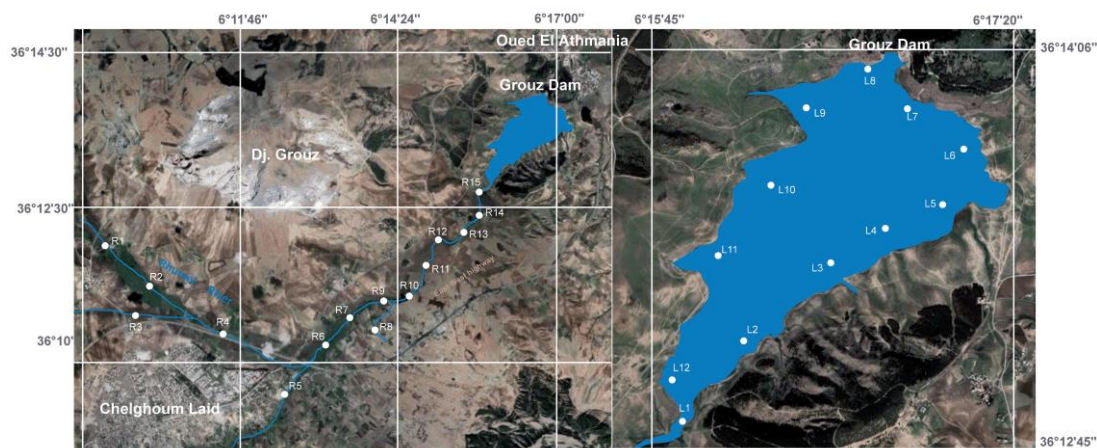 6°11'46" 6°14'24" 6°17'00" 6°15'45" 6°17'20"
36°14'30"
Oued El Athmania
36°14'06"
Grouz Dam
Grouz Dam
L8
L9
L7
Dj. Grouz
L6
R15
L10
36°12'30"
L5
R14
L4
R12
R13
R1
L11
L3
R11
R2
Rhumel River
highway
R10
R9
R3
R7
R8
R4
L2
36°10'
R6
L12
R5
Chelghoum Laid
L1
36°12'45"